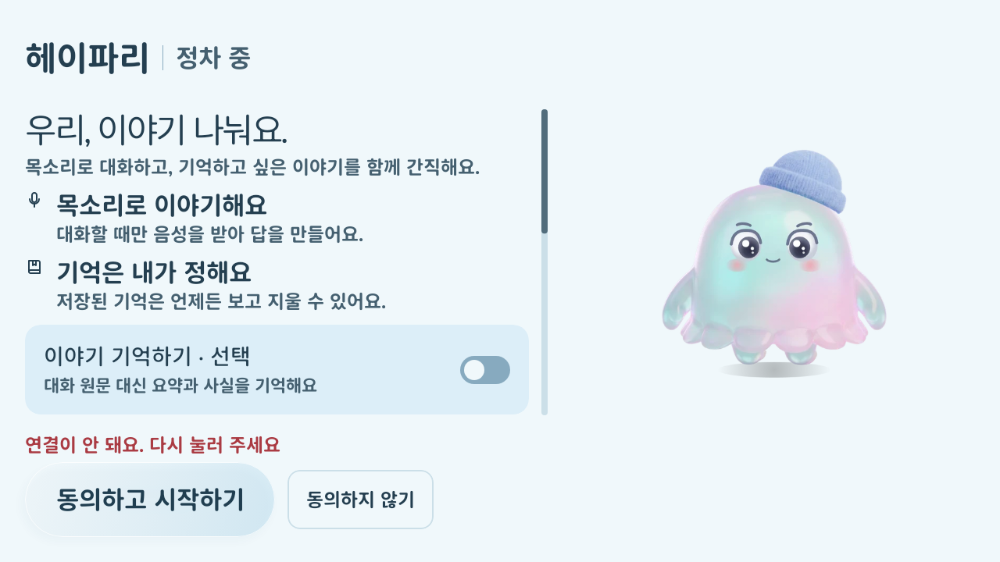 헤이파리
정차 중
우리, 이야기 나눠요.
목소리로 대화하고, 기억하고 싶은 이야기를 함께 간직해요.
목소리로 이야기해요
대화할 때만 음성을 받아 답을 만들어요.
기억은 내가 정해요
저장된 기억은 언제든 보고 지울 수 있어요.
이야기 기억하기 · 선택
대화 원문 대신 요약과 사실을 기억해요
연결이 안 돼요. 다시 눌러 주세요
동의하고 시작하기
동의하지 않기